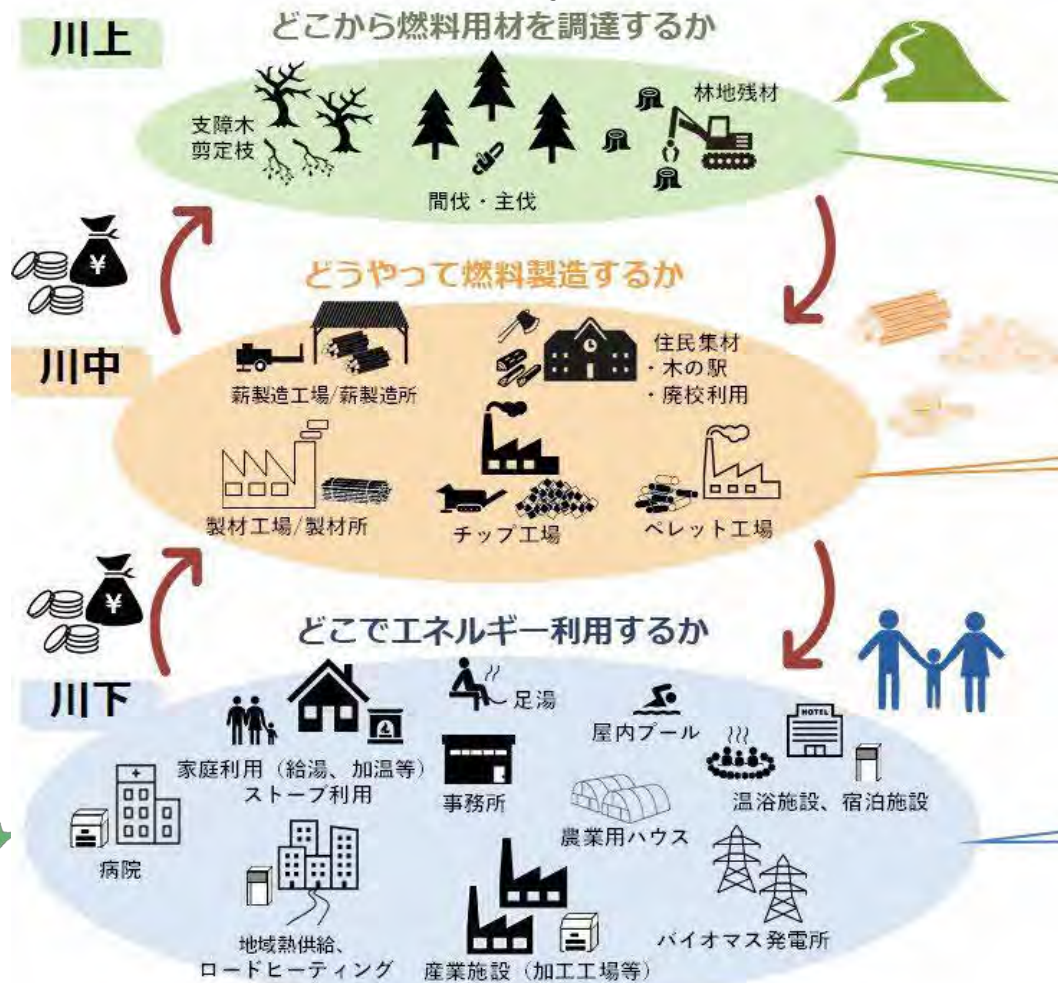 川上
どこから燃料用材を調達するか
支障木
剪定枝
間伐・主伐
林地残材
¥
川中
どうやって燃料製造するか
薪製造工場/薪製造所
住民集材
・木の駅
・廃校利用
製材工場/製材所
チップ工場
ペレット工場
¥
川下
どこでエネルギー利用するか
家庭利用（給湯、加温等）
ストーブ利用
足湯
事務所
屋内プール
HOTEL
温浴施設、宿泊施設
病院
農業用ハウス
地域熱供給、
ロードヒーティング
産業施設（加工工場等）
バイオマス発電所